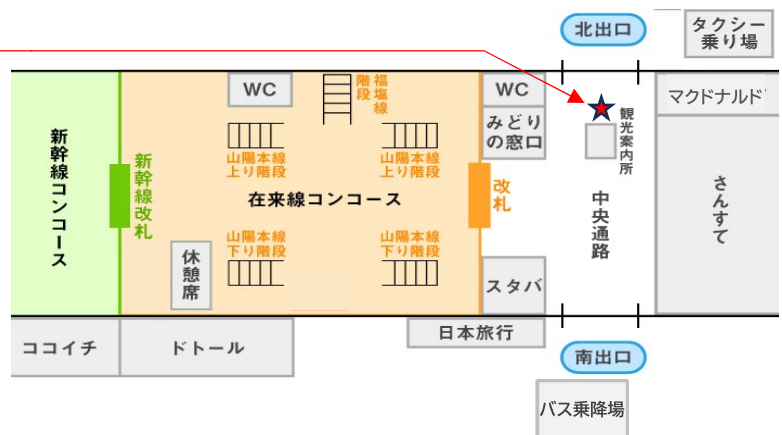 北出口
タクシー
乗り場
WC
福塩線
階段
WC
マクドナルド
みどり
の窓口
観光案内所
山陽本線
上り階段
山陽本線
上り階段
新幹線コンコース
新幹線改札
在来線コンコース
改札
中央通路
さんすて
山陽本線
下り階段
山陽本線
下り階段
休憩席
スタバ
ココイチ
ドトール
日本旅行
南出口
バス乗降場